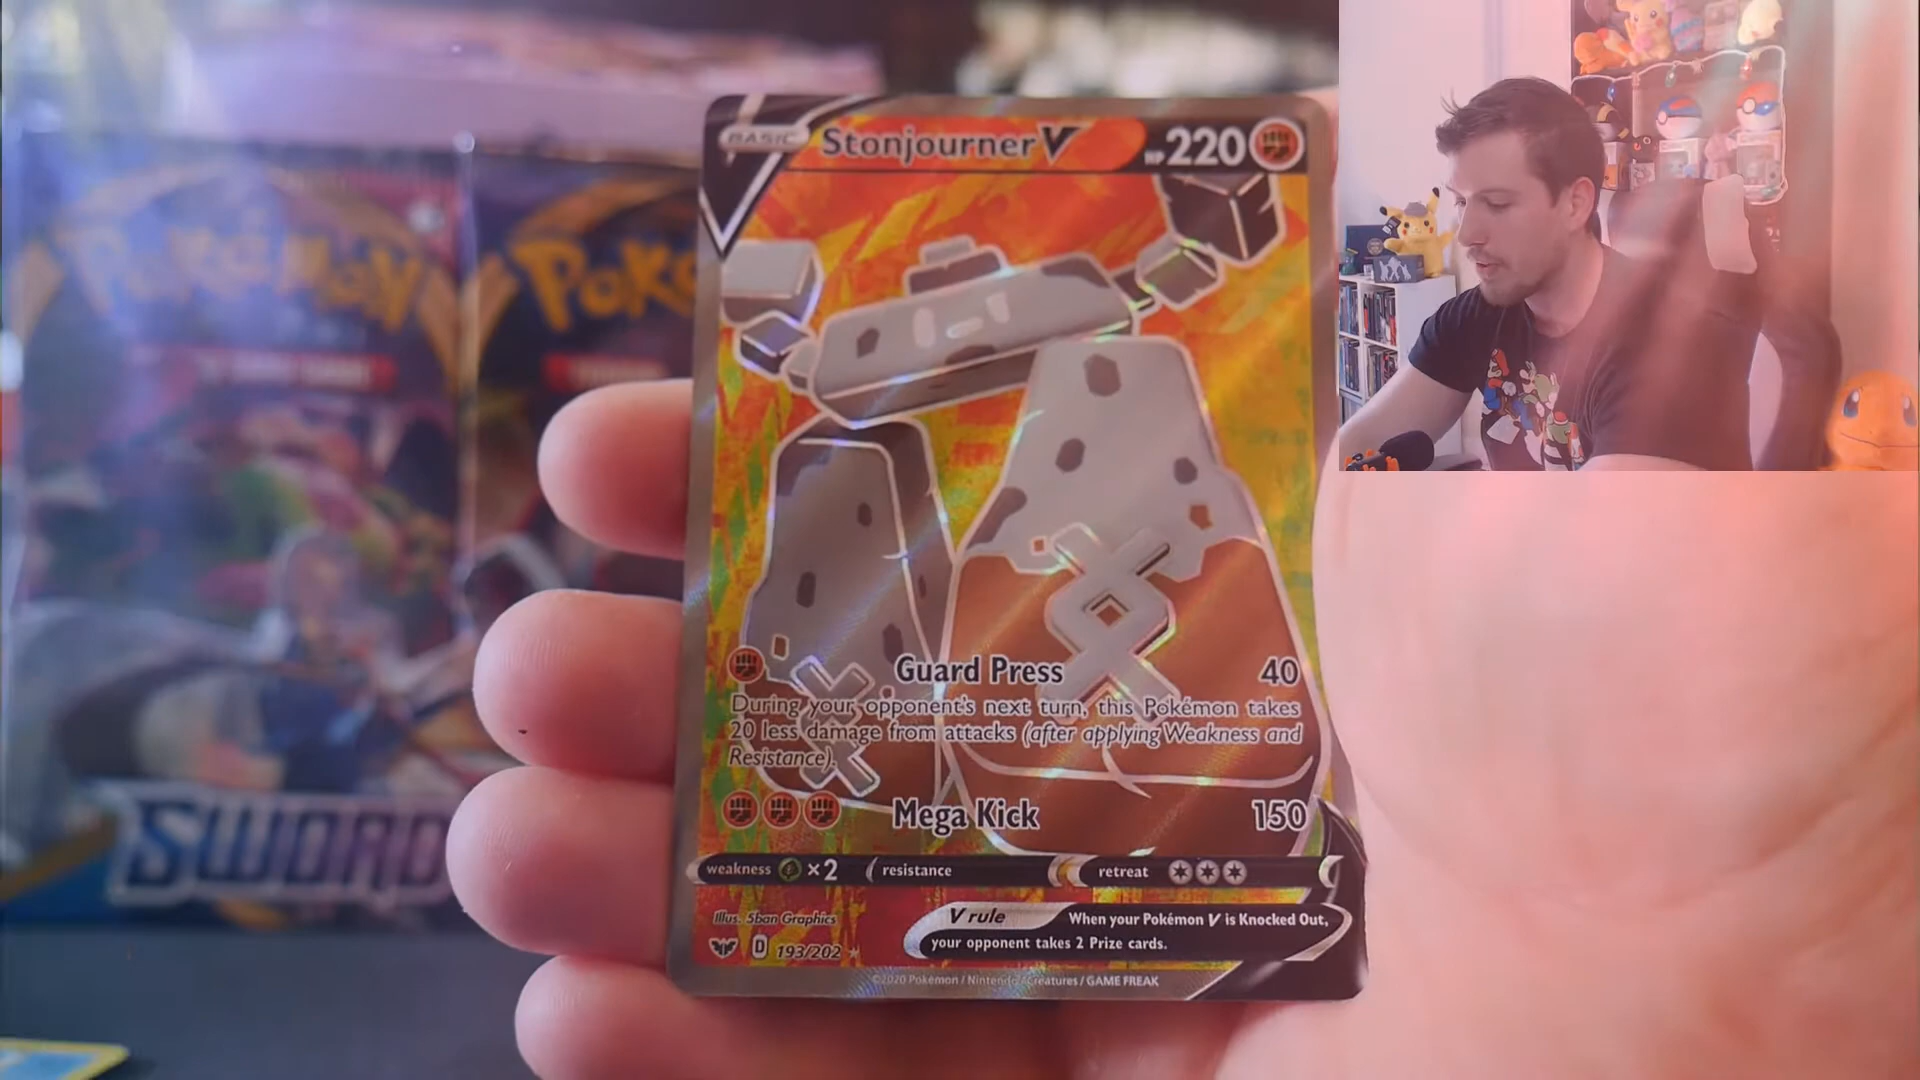 BASIC
Stonjourner V
HP 220
Pokémon
Poké
Guard Press 40
During your opponent's next turn, this Pokémon takes
20 less damage from attacks (after applying Weakness and
Resistance).
Mega Kick 150
weakness ×2 resistance retreat
SWORD
Illus. 5ban Graphics
V rule When your Pokémon V is Knocked Out,
your opponent takes 2 Prize cards.
D 193/202
©2020 Pokémon / Nintendo / Creatures / GAME FREAK